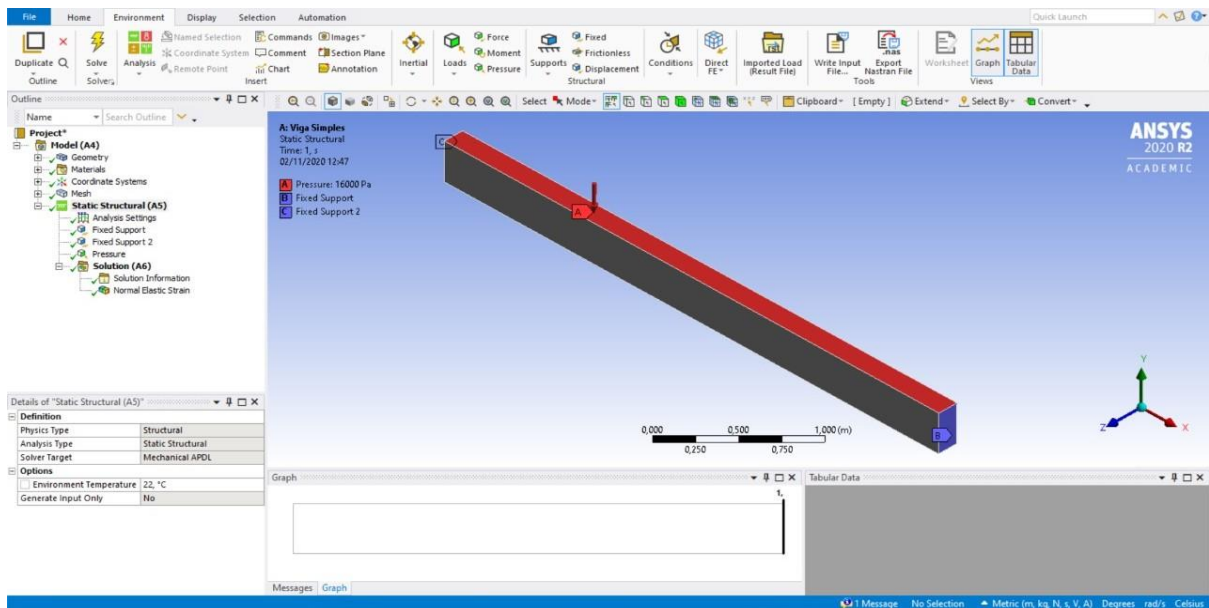 File Home Environment Display Selection Automation Quick Launch
Duplicate Q Solve Analysis Named Selection Coordinate System Remote Point Commands Comment Chart Images Section Plane Annotation Inertial Loads Force Moment Pressure Supports Fixed Frictionless Displacement Conditions Direct FE Imported Load (Result File) Write Input File... Export Nastran File .nas Worksheet Graph Tabular Data
Outline Solver Insert Structural Tools Views
Outline
Name Search Outline
Select Mode Clipboard [ Empty ] Extend Select By Convert
Project*
Model (A4)
Geometry
Materials
Coordinate Systems
Mesh
Static Structural (A5)
Analysis Settings
Fixed Support
Fixed Support 2
Pressure
Solution (A6)
Solution Information
Normal Elastic Strain
A: Viga Simples
Static Structural
Time: 1, s
02/11/2020 12:47
A Pressure: 16000 Pa
B Fixed Support
C Fixed Support 2
ANSYS
2020 R2
ACADEMIC
C
A
B
Y
Z X
0,000 0,500 1,000 (m)
0,250 0,750
Details of "Static Structural (A5)"
Definition
Physics Type Structural
Analysis Type Static Structural
Solver Target Mechanical APDL
Options
Environment Temperature 22, °C
Generate Input Only No
Graph
1,
Tabular Data
Messages Graph
1 Message No Selection Metric (m, kg, N, s, V, A) Degrees rad/s Celsius